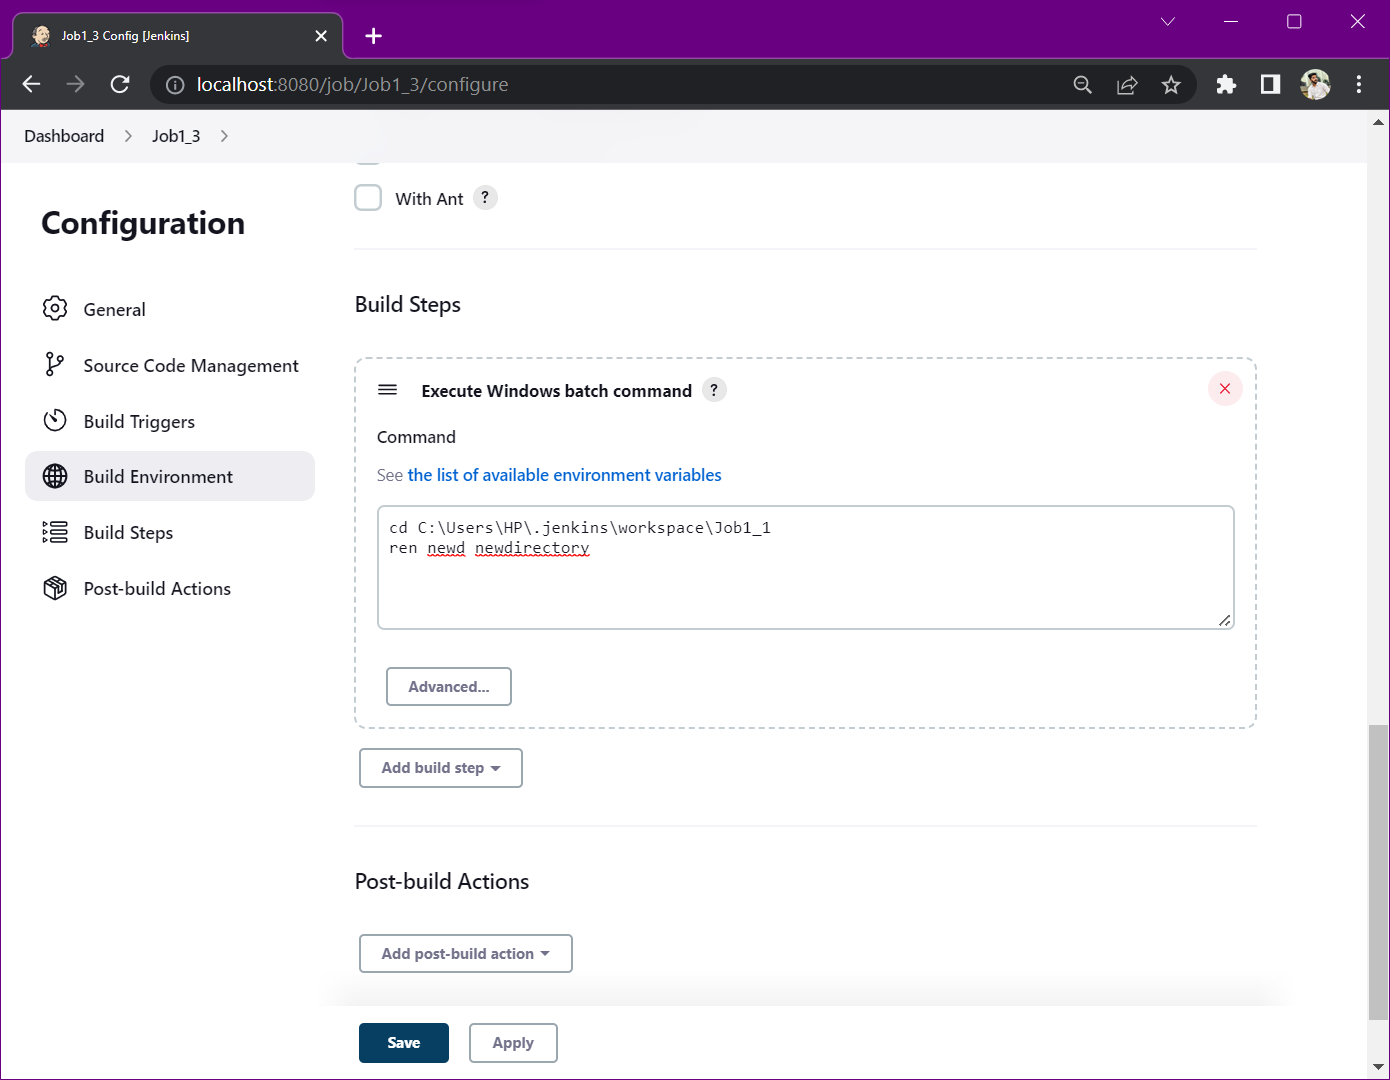 Job1_3 Config [Jenkins]
localhost:8080/job/Job1_3/configure
Dashboard
Job1_3
With Ant ?
Configuration
General
Source Code Management
Build Triggers
Build Environment
Build Steps
Post-build Actions
Build Steps
Execute Windows batch command ?
Command
See the list of available environment variables
cd C:\Users\HP\.jenkins\workspace\Job1_1
ren newd newdirectory
Advanced...
Add build step
Post-build Actions
Add post-build action
Save
Apply